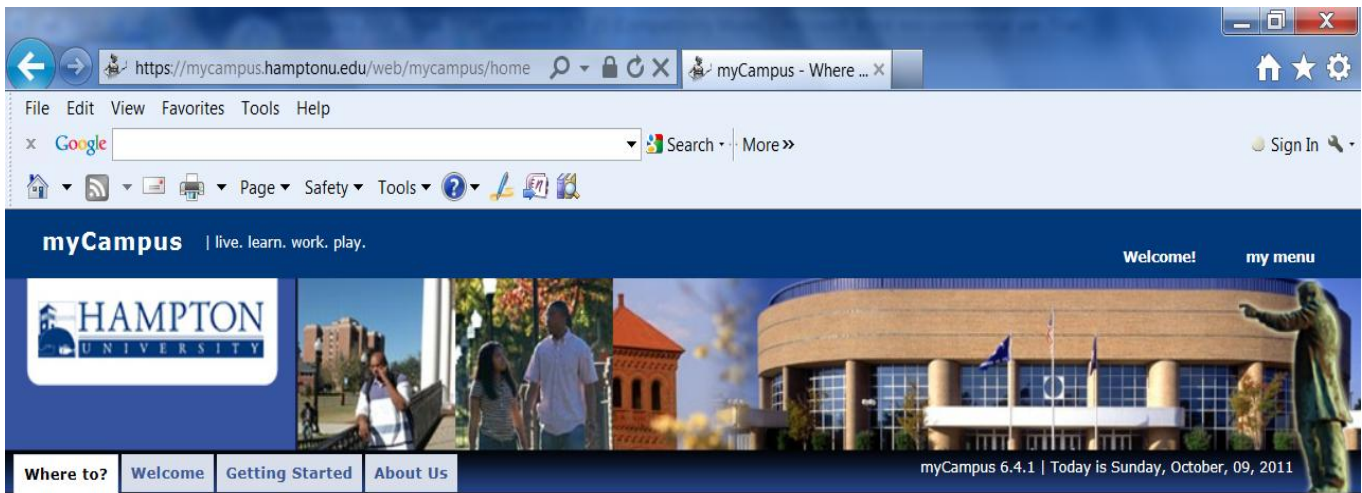 https://mycampus.hamptonu.edu/web/mycampus/home
myCampus - Where ...
File Edit View Favorites Tools Help
x Google Search More »
Sign In
Page Safety Tools
myCampus | live. learn. work. play.
Welcome! my menu
HAMPTON
UNIVERSITY
Where to? Welcome Getting Started About Us
myCampus 6.4.1 | Today is Sunday, October, 09, 2011